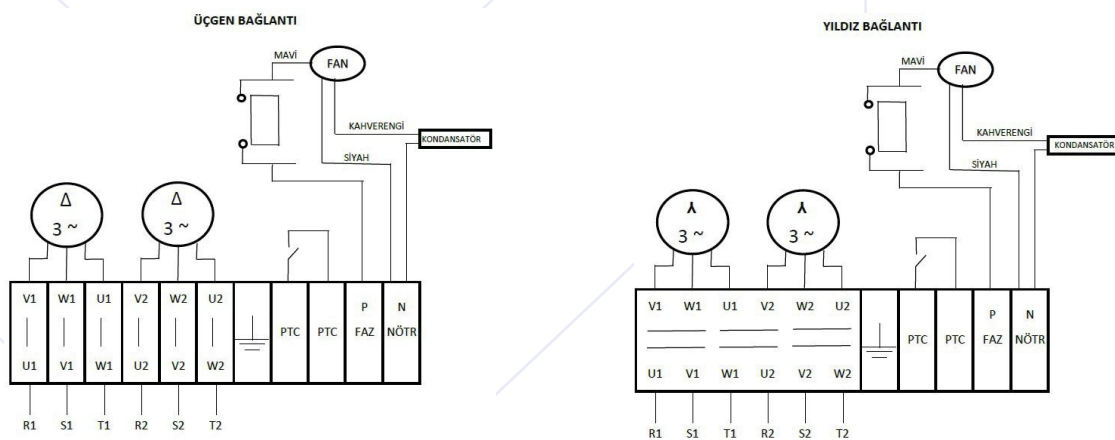 ÜÇGEN BAĞLANTI
MAVİ
FAN
KAHVERENGİ
KONDANSATÖR
SİYAH
Δ
3 ~
Δ
3 ~
V1 W1 U1 V2 W2 U2 P N
PTC PTC FAZ NÖTR
U1 V1 W1 U2 V2 W2
R1 S1 T1 R2 S2 T2
YILDIZ BAĞLANTI
MAVİ
FAN
KAHVERENGİ
KONDANSATÖR
SİYAH
3 ~
3 ~
V1 W1 U1 V2 W2 U2 P N
PTC PTC FAZ NÖTR
U1 V1 W1 U2 V2 W2
R1 S1 T1 R2 S2 T2